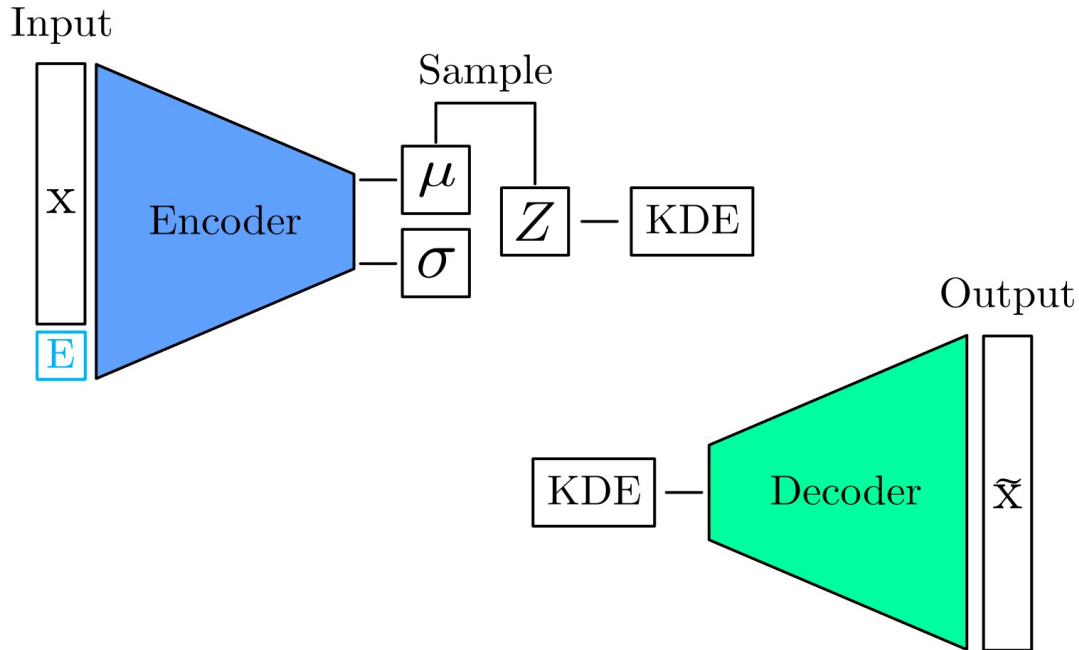 Input
Sample
x
μ
Encoder
Z
KDE
σ
E
Output
KDE
Decoder
x̃